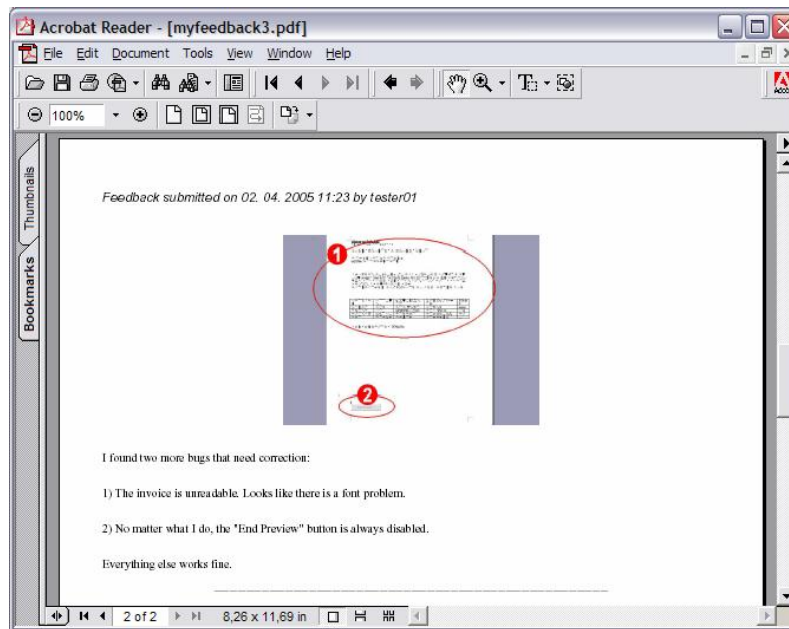 Acrobat Reader - [myfeedback3.pdf]
File Edit Document Tools View Window Help
100%
Adobe
Thumbnails
Bookmarks
Feedback submitted on 02. 04. 2005 11:23 by tester01
1
2
I found two more bugs that need correction:
1) The invoice is unreadable. Looks like there is a font problem.
2) No matter what I do, the "End Preview" button is always disabled.
Everything else works fine.
2 of 2 8,26 x 11,69 in